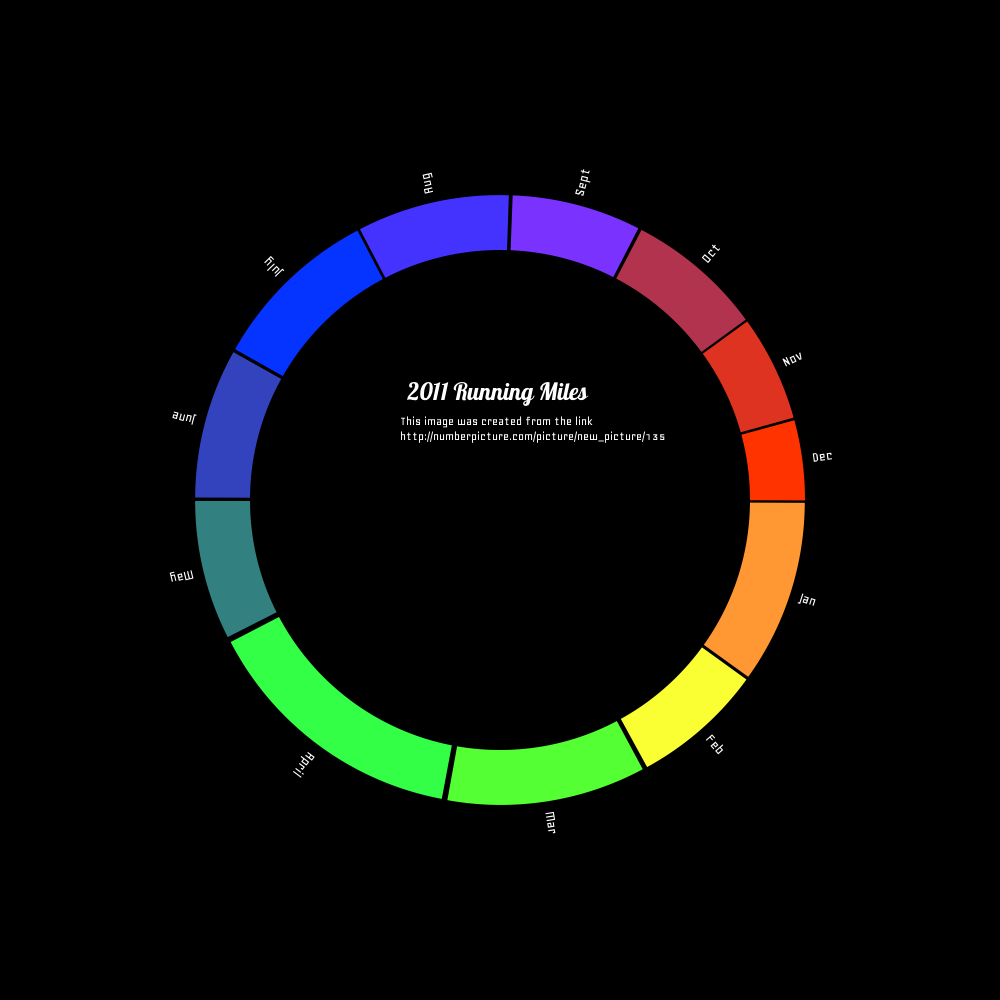 Sept
Aug
Oct
July
Nov
June
Dec
2011 Running Miles
This image was created from the link
http://numberpicture.com/picture/new_picture/135
May
Jan
Feb
April
Mar